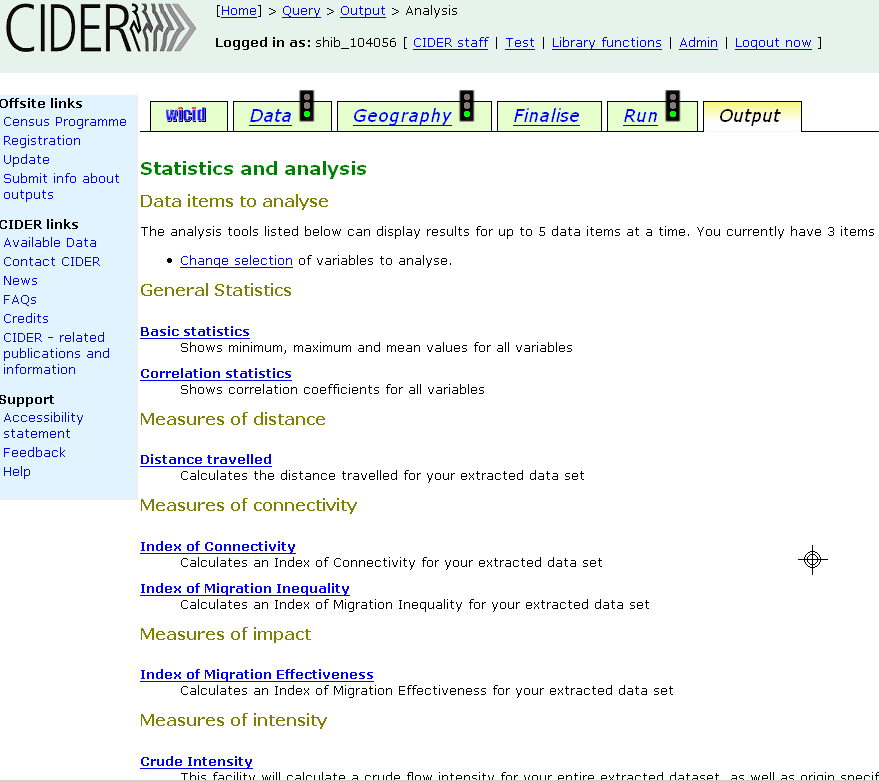 CIDER
[Home] > Query > Output > Analysis
Logged in as: shib_104056 [ CIDER staff | Test | Library functions | Admin | Logout now ]
Offsite links
Census Programme
Registration
Update
Submit info about
outputs
CIDER links
Available Data
Contact CIDER
News
FAQs
Credits
CIDER - related
publications and
information
Support
Accessibility
statement
Feedback
Help
wicid Data Geography Finalise Run Output
Statistics and analysis
Data items to analyse
The analysis tools listed below can display results for up to 5 data items at a time. You currently have 3 items
• Change selection of variables to analyse.
General Statistics
Basic statistics
Shows minimum, maximum and mean values for all variables
Correlation statistics
Shows correlation coefficients for all variables
Measures of distance
Distance travelled
Calculates the distance travelled for your extracted data set
Measures of connectivity
Index of Connectivity
Calculates an Index of Connectivity for your extracted data set
Index of Migration Inequality
Calculates an Index of Migration Inequality for your extracted data set
Measures of impact
Index of Migration Effectiveness
Calculates an Index of Migration Effectiveness for your extracted data set
Measures of intensity
Crude Intensity
This facility will calculate a crude flow intensity for your entire extracted dataset, as well as origin specif